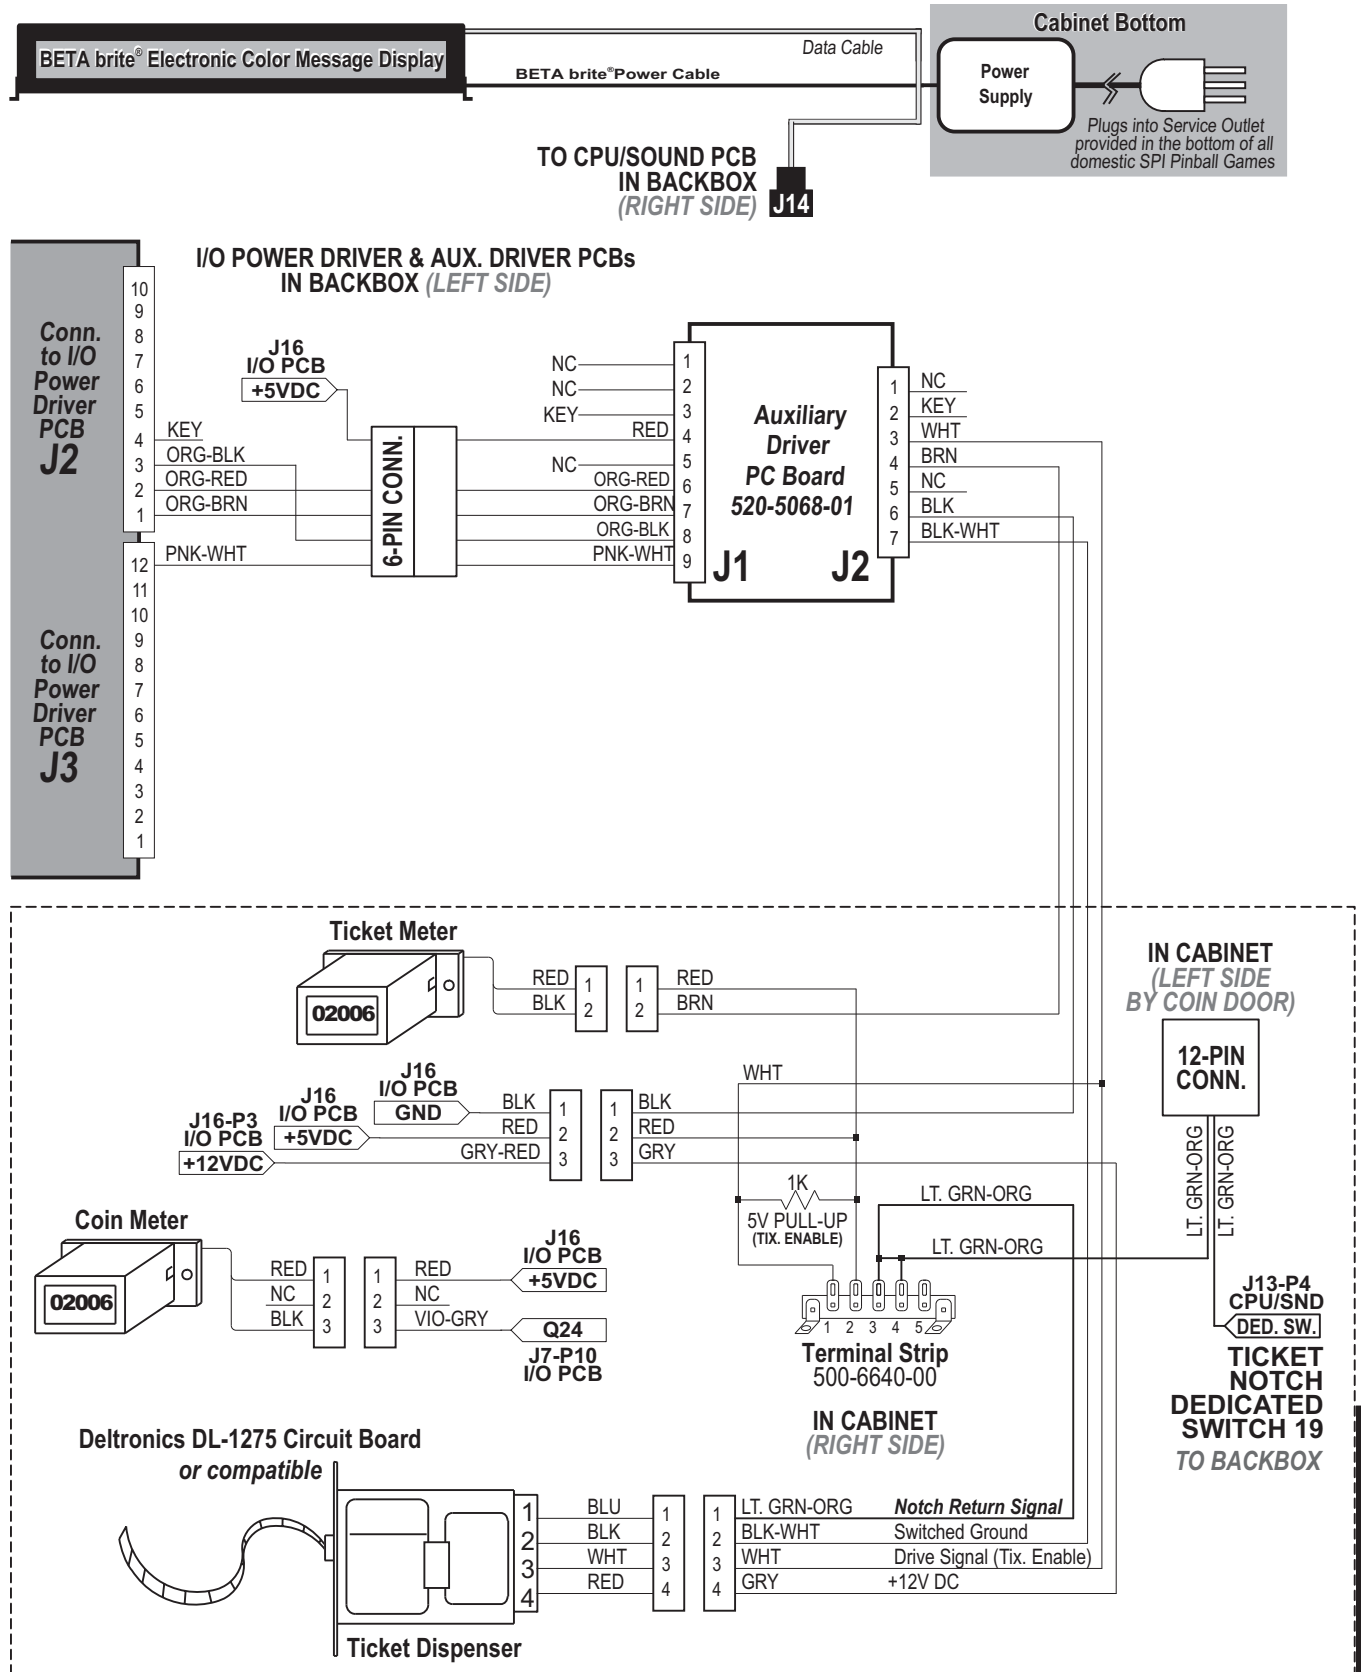 BETA brite® Electronic Color Message Display
Data Cable
BETA brite®Power Cable
Cabinet Bottom
Power
Supply
Plugs into Service Outlet
provided in the bottom of all
domestic SPI Pinball Games
TO CPU/SOUND PCB
IN BACKBOX
(RIGHT SIDE)
J14
I/O POWER DRIVER & AUX. DRIVER PCBs
IN BACKBOX (LEFT SIDE)
Conn.
to I/O
Power
Driver
PCB
J2
10
9
8
7
6
5
4
3
2
1
KEY
ORG-BLK
ORG-RED
ORG-BRN
J16
I/O PCB
+5VDC
6-PIN CONN.
NC
NC
KEY
RED
NC
ORG-RED
ORG-BRN
ORG-BLK
PNK-WHT
1
2
3
4
5
6
7
8
9
Auxiliary
Driver
PC Board
520-5068-01
J1
J2
1
2
3
4
5
6
7
NC
KEY
WHT
BRN
NC
BLK
BLK-WHT
Conn.
to I/O
Power
Driver
PCB
J3
12
11
10
9
8
7
6
5
4
3
2
1
PNK-WHT
Ticket Meter
02006
RED
BLK
1
2
1
2
RED
BRN
IN CABINET
(LEFT SIDE
BY COIN DOOR)
12-PIN
CONN.
LT. GRN-ORG
LT. GRN-ORG
J16
I/O PCB
GND
J16
I/O PCB
+5VDC
J16-P3
I/O PCB
+12VDC
BLK
RED
GRY-RED
1
2
3
1
2
3
BLK
RED
GRY
WHT
1K
5V PULL-UP
(TIX. ENABLE)
LT. GRN-ORG
LT. GRN-ORG
Coin Meter
02006
RED
NC
BLK
1
2
3
1
2
3
RED
NC
VIO-GRY
J16
I/O PCB
+5VDC
Q24
J7-P10
I/O PCB
1 2 3 4 5
Terminal Strip
500-6640-00
IN CABINET
(RIGHT SIDE)
J13-P4
CPU/SND
DED. SW.
TICKET
NOTCH
DEDICATED
SWITCH 19
TO BACKBOX
Deltronics DL-1275 Circuit Board
or compatible
1
2
3
4
BLU
BLK
WHT
RED
1
2
3
4
1
2
3
4
LT. GRN-ORG Notch Return Signal
BLK-WHT Switched Ground
WHT Drive Signal (Tix. Enable)
GRY +12V DC
Ticket Dispenser